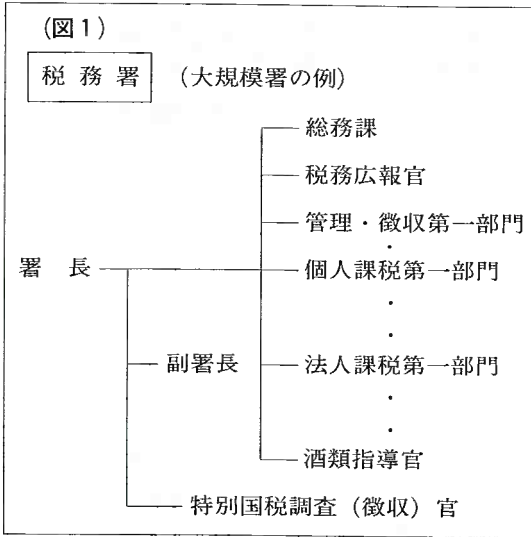 (図1)
税務署 (大規模署の例)
総務課
税務広報官
管理・徴収第一部門
・
署長 個人課税第一部門
・
・
副署長 法人課税第一部門
・
・
酒類指導官
特別国税調査(徴収)官